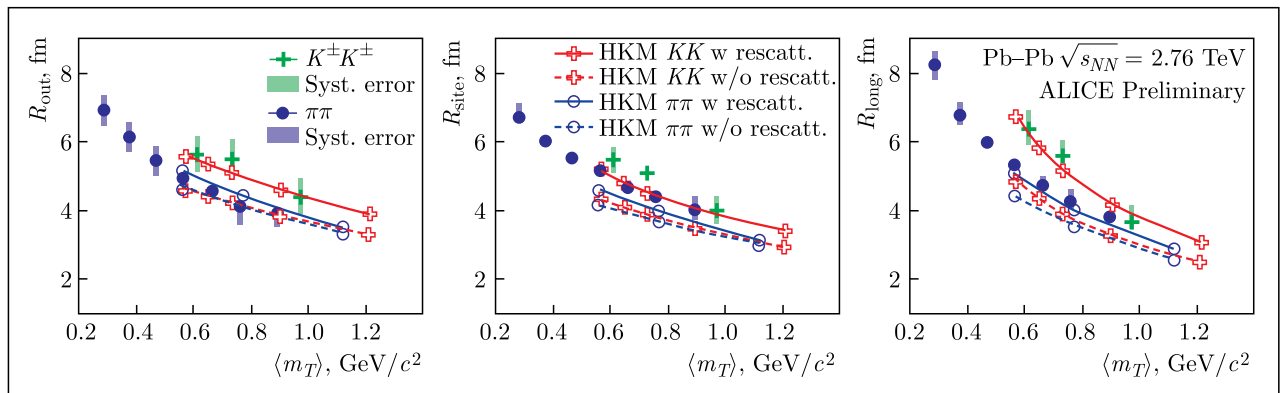 R_out, fm
8
6
4
2
0.2 0.4 0.6 0.8 1.0 1.2
⟨m_T⟩, GeV/c²
K^±K^±
Syst. error
ππ
Syst. error
R_site, fm
8
6
4
2
0.2 0.4 0.6 0.8 1.0 1.2
⟨m_T⟩, GeV/c²
HKM KK w rescatt.
HKM KK w/o rescatt.
HKM ππ w rescatt.
HKM ππ w/o rescatt.
R_long, fm
8
6
4
2
0.2 0.4 0.6 0.8 1.0 1.2
⟨m_T⟩, GeV/c²
Pb–Pb √s_NN = 2.76 TeV
ALICE Preliminary